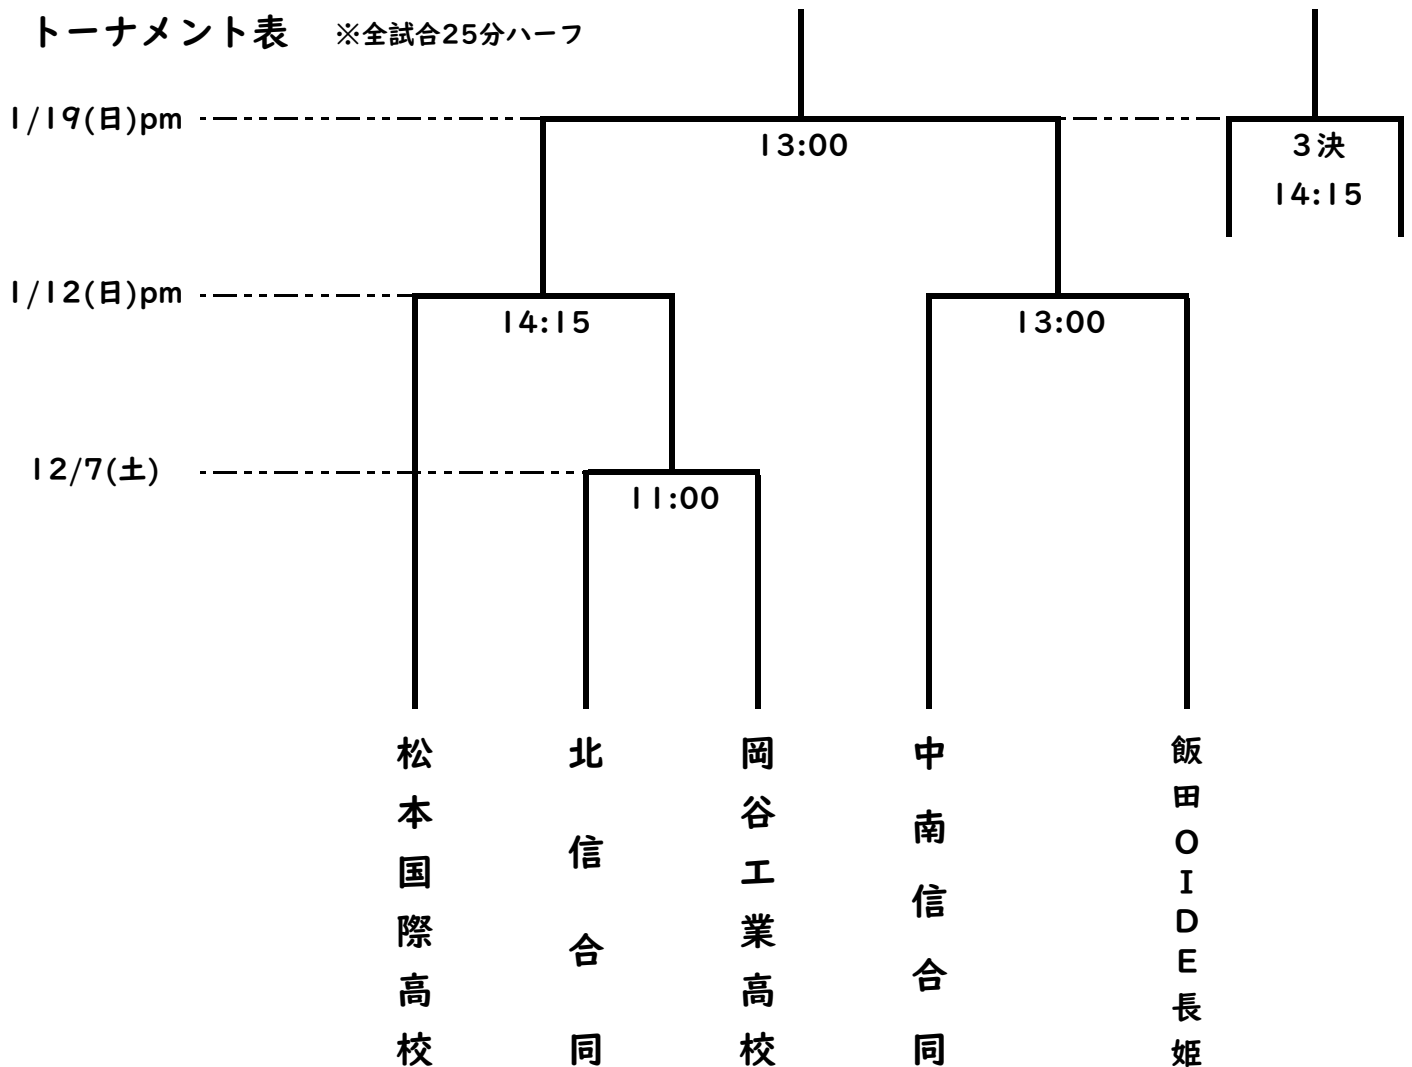 トーナメント表 ※全試合25分ハーフ
1/19(日)pm
13:00
3決
14:15
1/12(日)pm
14:15
13:00
12/7(土)
11:00
松本国際高校
北信合同
岡谷工業高校
中南信合同
飯田OIDE長姫